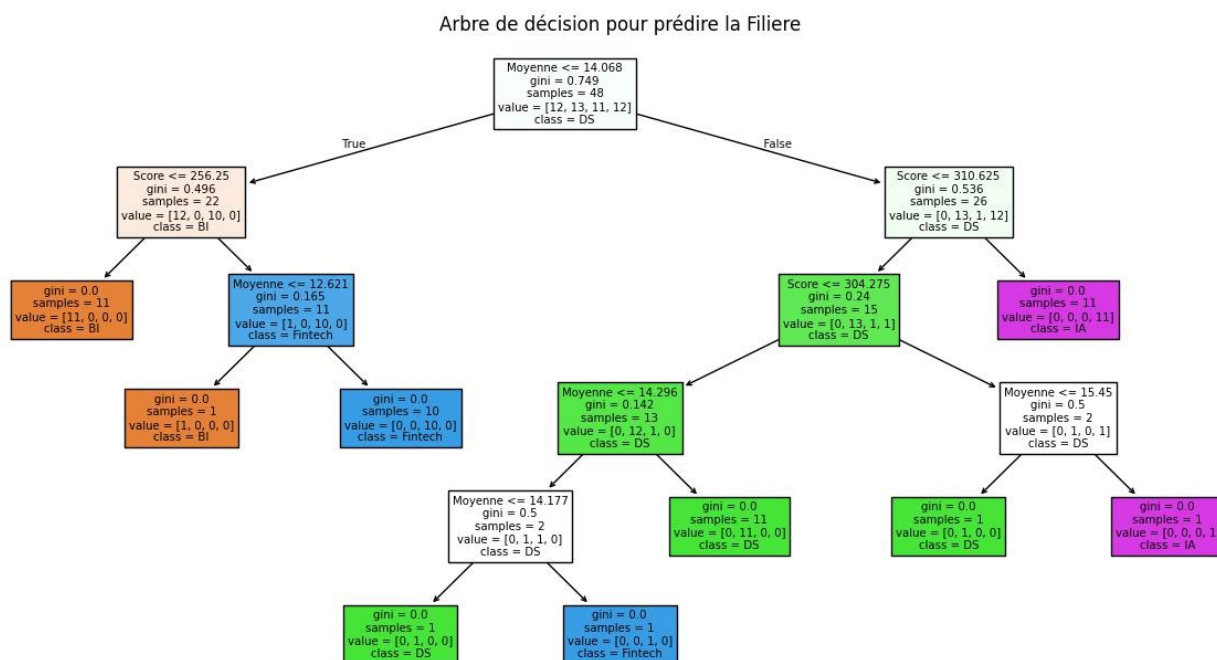 Arbre de décision pour prédire la Filiere
Moyenne <= 14.068
gini = 0.749
samples = 48
value = [12, 13, 11, 12]
class = DS
True
False
Score <= 256.25
gini = 0.496
samples = 22
value = [12, 0, 10, 0]
class = BI
Score <= 310.625
gini = 0.536
samples = 26
value = [0, 13, 1, 12]
class = DS
gini = 0.0
samples = 11
value = [11, 0, 0, 0]
class = BI
Moyenne <= 12.621
gini = 0.165
samples = 11
value = [1, 0, 10, 0]
class = Fintech
Score <= 304.275
gini = 0.24
samples = 15
value = [0, 13, 1, 1]
class = DS
gini = 0.0
samples = 11
value = [0, 0, 0, 11]
class = IA
gini = 0.0
samples = 1
value = [1, 0, 0, 0]
class = BI
gini = 0.0
samples = 10
value = [0, 0, 10, 0]
class = Fintech
Moyenne <= 14.296
gini = 0.142
samples = 13
value = [0, 12, 1, 0]
class = DS
Moyenne <= 15.45
gini = 0.5
samples = 2
value = [0, 1, 0, 1]
class = DS
Moyenne <= 14.177
gini = 0.5
samples = 2
value = [0, 1, 1, 0]
class = DS
gini = 0.0
samples = 11
value = [0, 11, 0, 0]
class = DS
gini = 0.0
samples = 1
value = [0, 1, 0, 0]
class = DS
gini = 0.0
samples = 1
value = [0, 0, 0, 1
class = IA
gini = 0.0
samples = 1
value = [0, 1, 0, 0]
class = DS
gini = 0.0
samples = 1
value = [0, 0, 1, 0]
class = Fintech